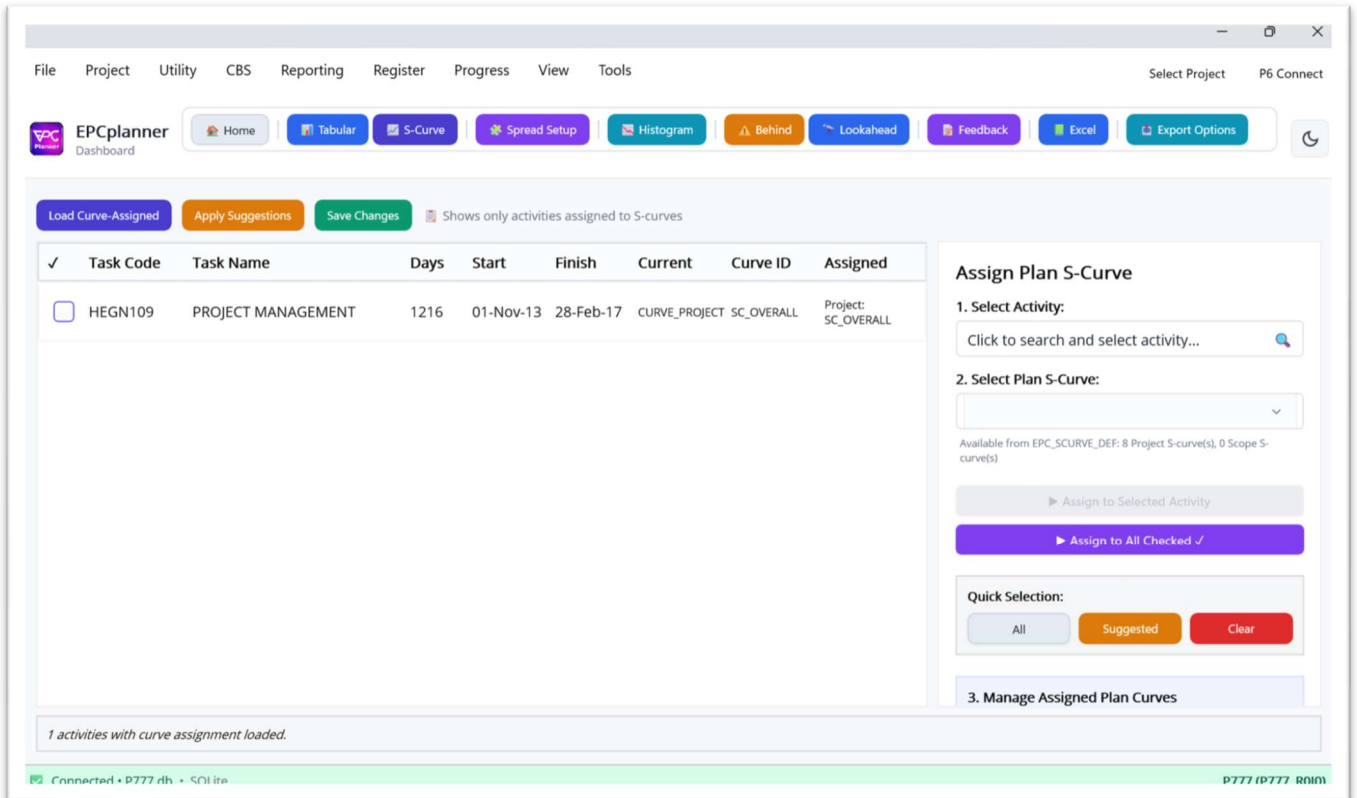 File Project Utility CBS Reporting Register Progress View Tools Select Project P6 Connect
EPCplanner
Dashboard
Home Tabular S-Curve Spread Setup Histogram Behind Lookahead Feedback Excel Export Options
Load Curve-Assigned Apply Suggestions Save Changes Shows only activities assigned to S-curves
✓ Task Code Task Name Days Start Finish Current Curve ID Assigned
HEGN109 PROJECT MANAGEMENT 1216 01-Nov-13 28-Feb-17 CURVE_PROJECT SC_OVERALL Project:
SC_OVERALL
Assign Plan S-Curve
1. Select Activity:
Click to search and select activity...
2. Select Plan S-Curve:
Available from EPC_SCURVE_DEF: 8 Project S-curve(s), 0 Scope S-
curve(s)
▶ Assign to Selected Activity
▶ Assign to All Checked ✓
Quick Selection:
All Suggested Clear
3. Manage Assigned Plan Curves
1 activities with curve assignment loaded.
Connected • P777.db • SQLite